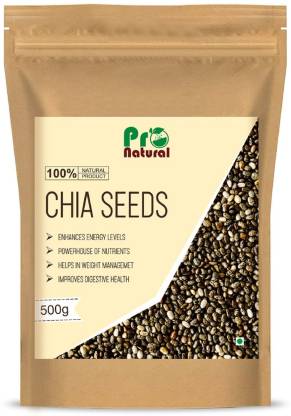 Pro
Natural
100% NATURAL PRODUCT
CHIA SEEDS
ENHANCES ENERGY LEVELS
POWERHOUSE OF NUTRIENTS
HELPS IN WEIGHT MANAGEMET
IMPROVES DIGESTIVE HEALTH
500g